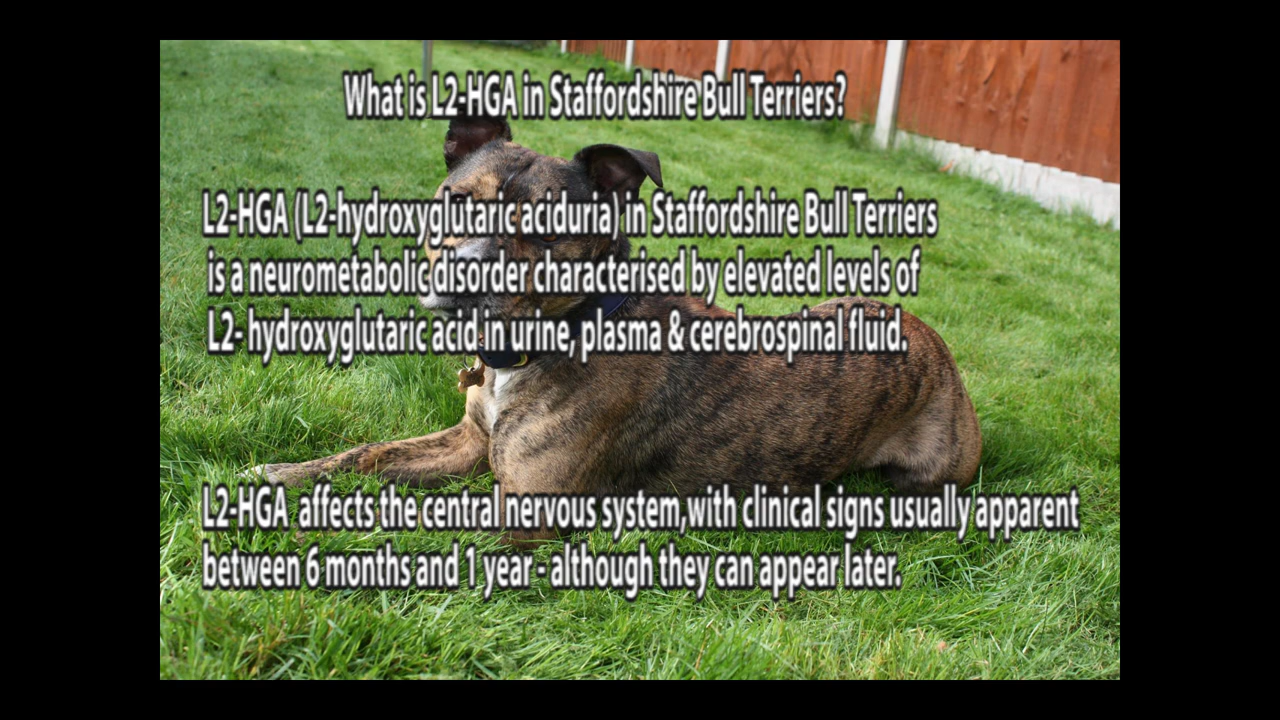 What is L2-HGA in Staffordshire Bull Terriers?
L2-HGA (L2-hydroxyglutaric aciduria) in Staffordshire Bull Terriers
is a neurometabolic disorder characterised by elevated levels of
L2- hydroxyglutaric acid in urine, plasma & cerebrospinal fluid.
L2-HGA affects the central nervous system,with clinical signs usually apparent
between 6 months and 1 year - although they can appear later.